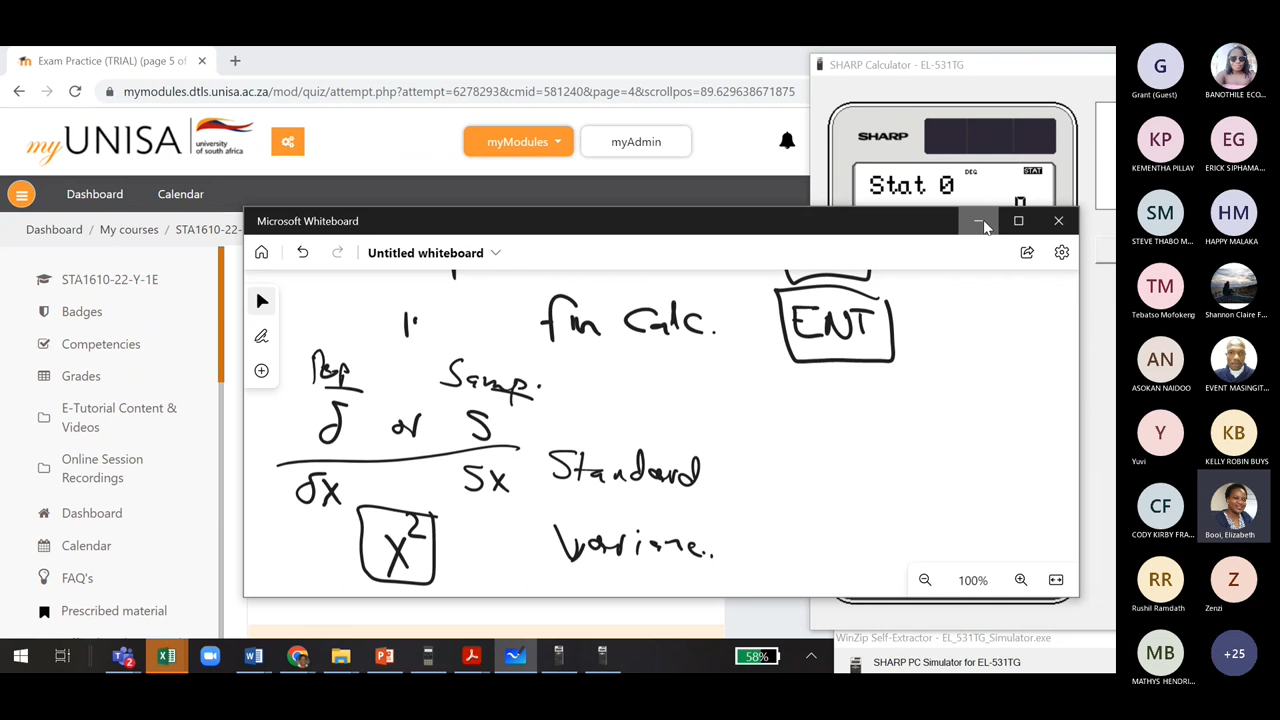 Exam Practice (TRIAL) (page 5 of
SHARP Calculator - EL-531TG
mymodules.dtls.unisa.ac.za/mod/quiz/attempt.php?attempt=6278293&cmid=581240&page=4&scrollpos=89.629638671875
myUNISA
university
of south africa
myModules
myAdmin
SHARP
DEG
STAT
Stat 0
0
Dashboard
Calendar
Dashboard / My courses / STA1610-22-
Microsoft Whiteboard
Untitled whiteboard
STA1610-22-Y-1E
Badges
Competencies
Grades
E-Tutorial Content &
Videos
Online Session
Recordings
Dashboard
Calendar
FAQ's
Prescribed material
fin Calc.
ENT
Pop
Samp.
δ or S
δx
Sx
Standard
x²
Variance..
100%
WinZip Self-Extractor - EL_531TG_Simulator.exe
SHARP PC Simulator for EL-531TG
58%
G
Grant (Guest)
BANOTHILE ECO...
KP
KEMENTHA PILLAY
EG
ERICK SIPHAMA...
SM
STEVE THABO M...
HM
HAPPY MALAKA
TM
Tebatso Mofokeng
Shannon Claire F...
AN
ASOKAN NAIDOO
EVENT MASINGIT...
Y
Yuvi
KB
KELLY ROBIN BUYS
CF
CODY KIRBY FRA...
Booi, Elizabeth
RR
Rushil Ramdath
Z
Zenzi
MB
MATHYS HENDRI...
+25